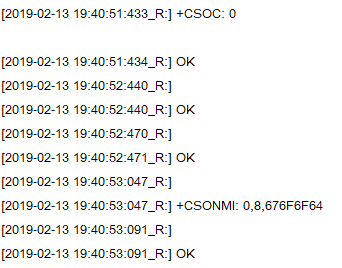 [2019-02-13 19:40:51:433_R:] +CSOC: 0
[2019-02-13 19:40:51:434_R:] OK
[2019-02-13 19:40:52:440_R:]
[2019-02-13 19:40:52:440_R:] OK
[2019-02-13 19:40:52:470_R:]
[2019-02-13 19:40:52:471_R:] OK
[2019-02-13 19:40:53:047_R:]
[2019-02-13 19:40:53:047_R:] +CSONMI: 0,8,676F6F64
[2019-02-13 19:40:53:091_R:]
[2019-02-13 19:40:53:091_R:] OK